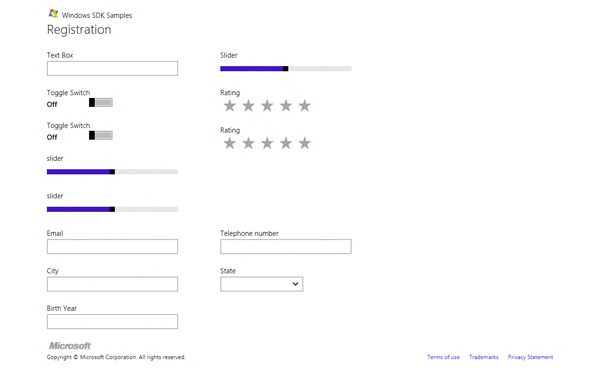 Windows SDK Samples
Registration
Text Box
Slider
Toggle Switch
Off
Rating
Toggle Switch
Off
Rating
slider
slider
Email
Telephone number
City
State
Birth Year
Microsoft
Copyright © Microsoft Corporation. All rights reserved.
Terms of use Trademarks Privacy Statement